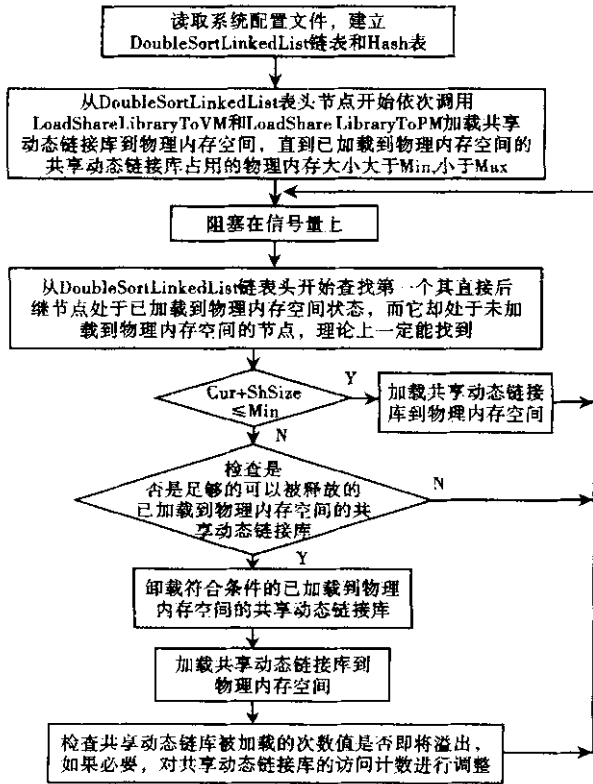 读取系统配置文件，建立
DoubleSortLinkedList链表和Hash表
从DoubleSortLinkedList表头节点开始依次调用
LoadShareLibraryToVM和LoadShare LibraryToPM加载共享
动态链接库到物理内存空间，直到已加载到物理内存空间的
共享动态链接库占用的物理内存大小大于Min,小于Max
阻塞在信号量上
从DoubleSortLinkedList链表头开始查找第一个其直接后
继节点处于已加载到物理内存空间状态，而它却处于未加
载到物理内存空间的节点，理论上一定能找到
Cur+ShSize
≤Min
Y
加载共享动态链接
库到物理内存空间
N
检查是
否是足够的可以被释放的
已加载到物理内存空间的共
享动态链接库
N
Y
卸载符合条件的已加载到物理
内存空间的共享动态链接库
加载共享动态链接库到
物理内存空间
检查共享动态链库被加载的次数值是否即将溢出，
如果必要，对共享动态链接库的访问计数进行调整